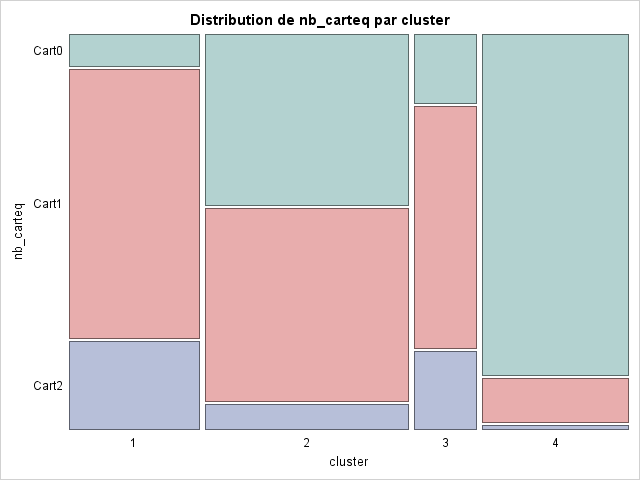 Distribution de nb_carteq par cluster
Cart0
Cart1
Cart2
nb_carteq
1 2 3 4
cluster